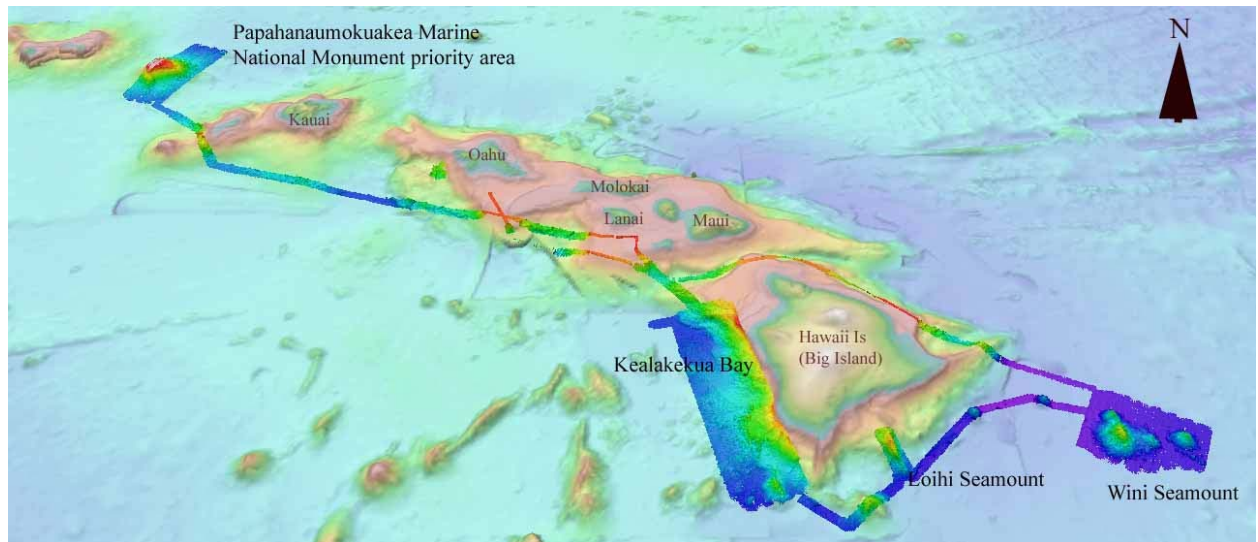 Papahanaumokuakea Marine
National Monument priority area
N
Kauai
Oahu
Molokai
Lanai
Maui
Hawaii Is
(Big Island)
Kealakekua Bay
Loihi Seamount
Wini Seamount